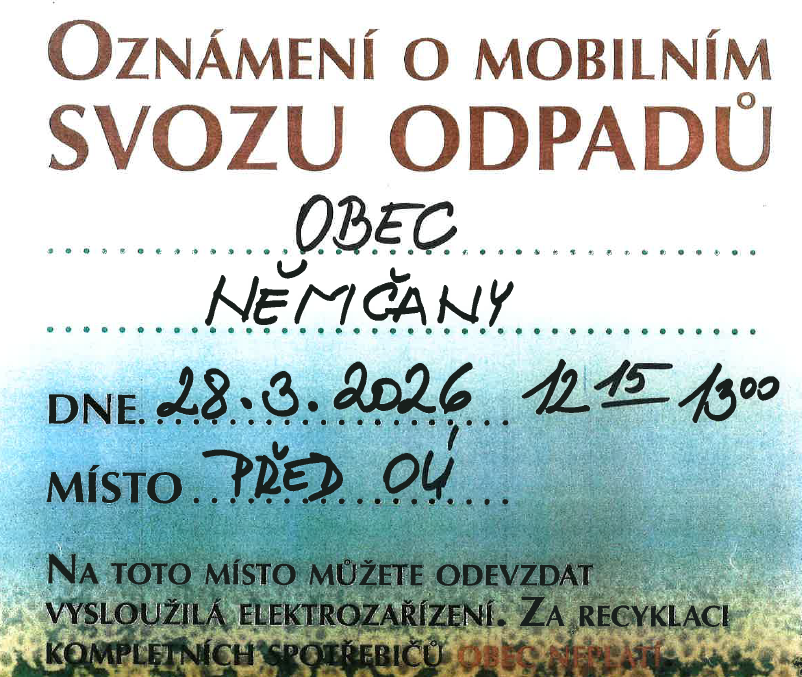 OZNÁMENÍ O MOBILNÍM
SVOZU ODPADŮ
OBEC
NĚMČANY
DNE 28.3.2026 12 15 13 00
MÍSTO PŘED OÚ
NA TOTO MÍSTO MŮŽETE ODEVZDAT
VYSLOUŽILÁ ELEKTROZAŘÍZENÍ. ZA RECYKLACI
KOMPLETNÍCH SPOTŘEBIČŮ OBEC NEPLATÍ.